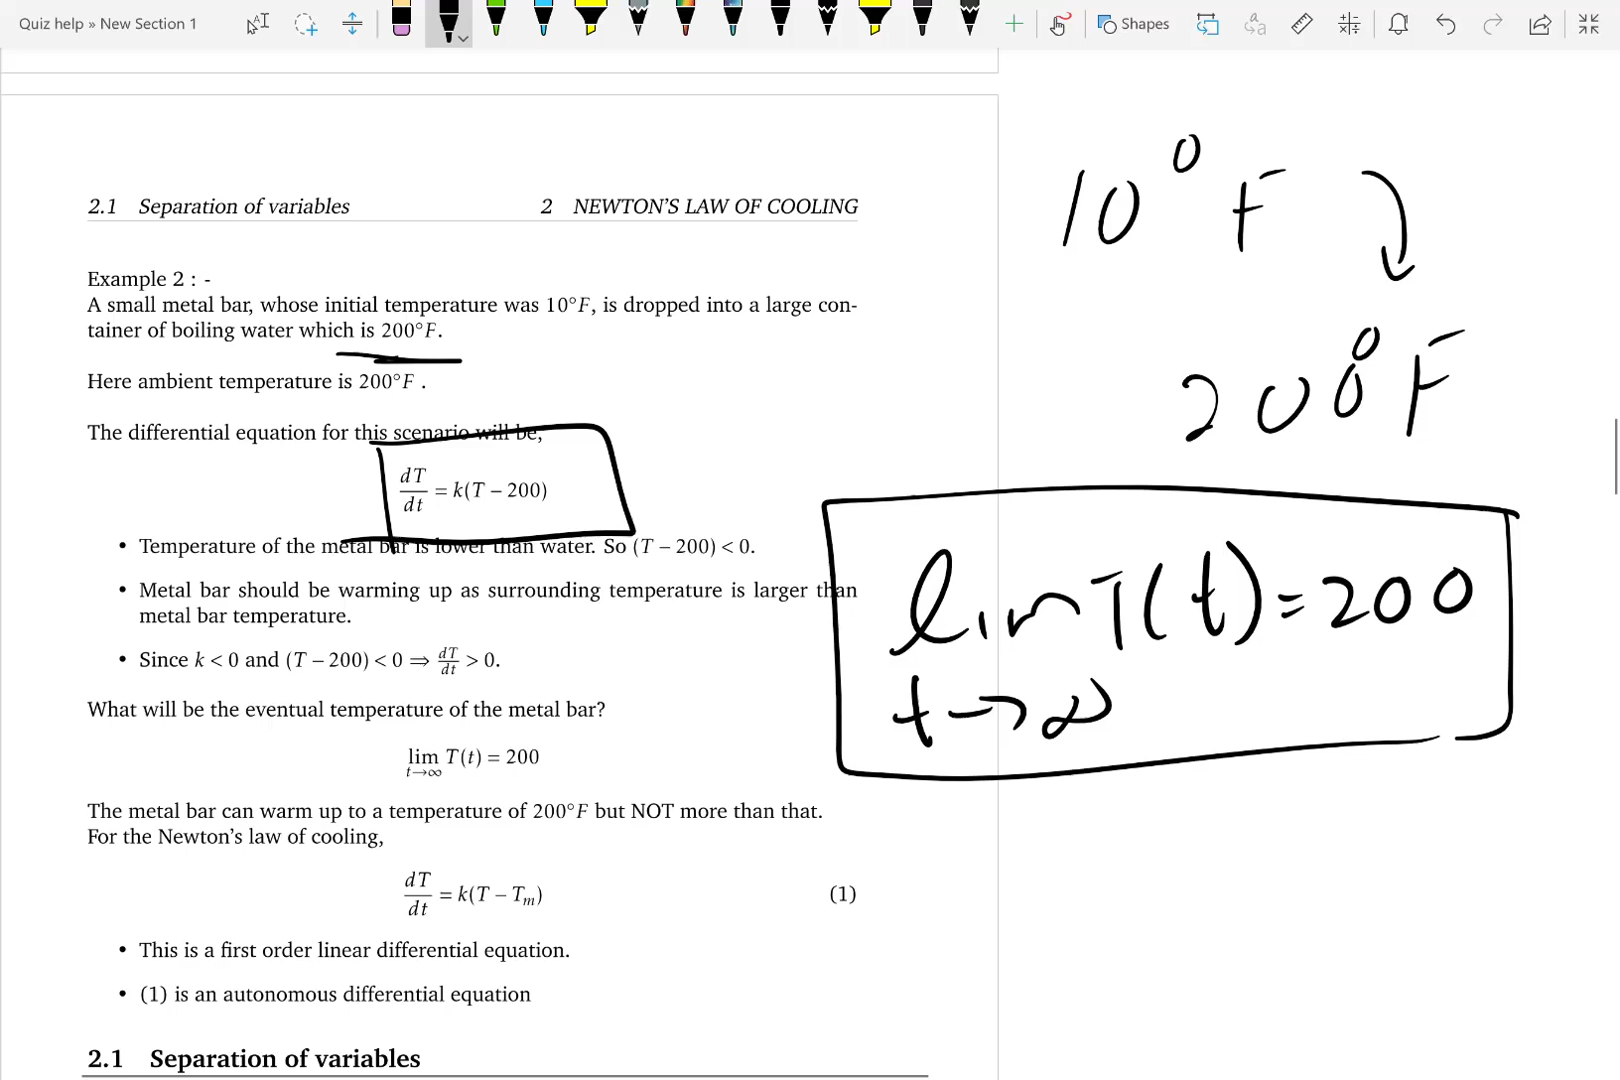 Quiz help » New Section 1
Shapes
2.1 Separation of variables 2 NEWTON'S LAW OF COOLING
Example 2 : -
A small metal bar, whose initial temperature was 10°F, is dropped into a large con-
tainer of boiling water which is 200°F.
Here ambient temperature is 200°F .
The differential equation for this scenario will be,
dT/dt = k(T − 200)
• Temperature of the metal bar is lower than water. So (T − 200) < 0.
• Metal bar should be warming up as surrounding temperature is larger than
metal bar temperature.
• Since k < 0 and (T − 200) < 0 ⇒ dT/dt > 0.
What will be the eventual temperature of the metal bar?
lim T(t) = 200
t→∞
The metal bar can warm up to a temperature of 200°F but NOT more than that.
For the Newton's law of cooling,
dT/dt = k(T − Tₘ) (1)
• This is a first order linear differential equation.
• (1) is an autonomous differential equation
2.1 Separation of variables
10°F
200°F
lim T(t) = 200
t→∞